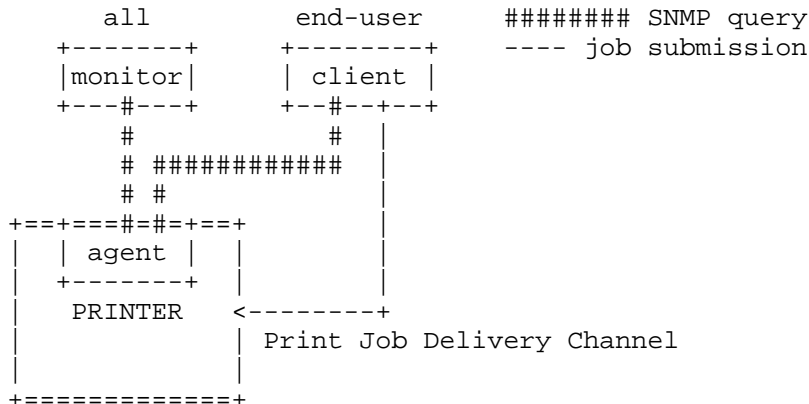 all end-user ######## SNMP query
---- job submission
monitor client
agent
PRINTER
Print Job Delivery Channel